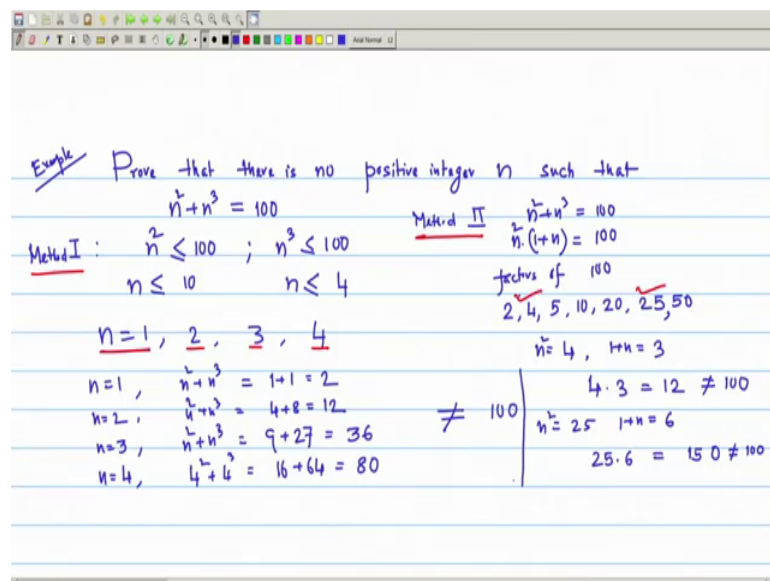 Example Prove that there is no positive integer n such that
n² + n³ = 100
Method I : n² ≤ 100 ; n³ ≤ 100
n ≤ 10 n ≤ 4
n = 1, 2, 3, 4
n=1, n² + n³ = 1+1 = 2
n=2, n² + n³ = 4+8 = 12
n=3, n² + n³ = 9+27 = 36
n=4, 4² + 4³ = 16+64 = 80
≠ 100
Method II n² + n³ = 100
n²·(1+n) = 100
factors of 100
2, 4, 5, 10, 20, 25, 50
n² = 4, 1+n = 3
4·3 = 12 ≠ 100
n² = 25 1+n = 6
25·6 = 150 ≠ 100